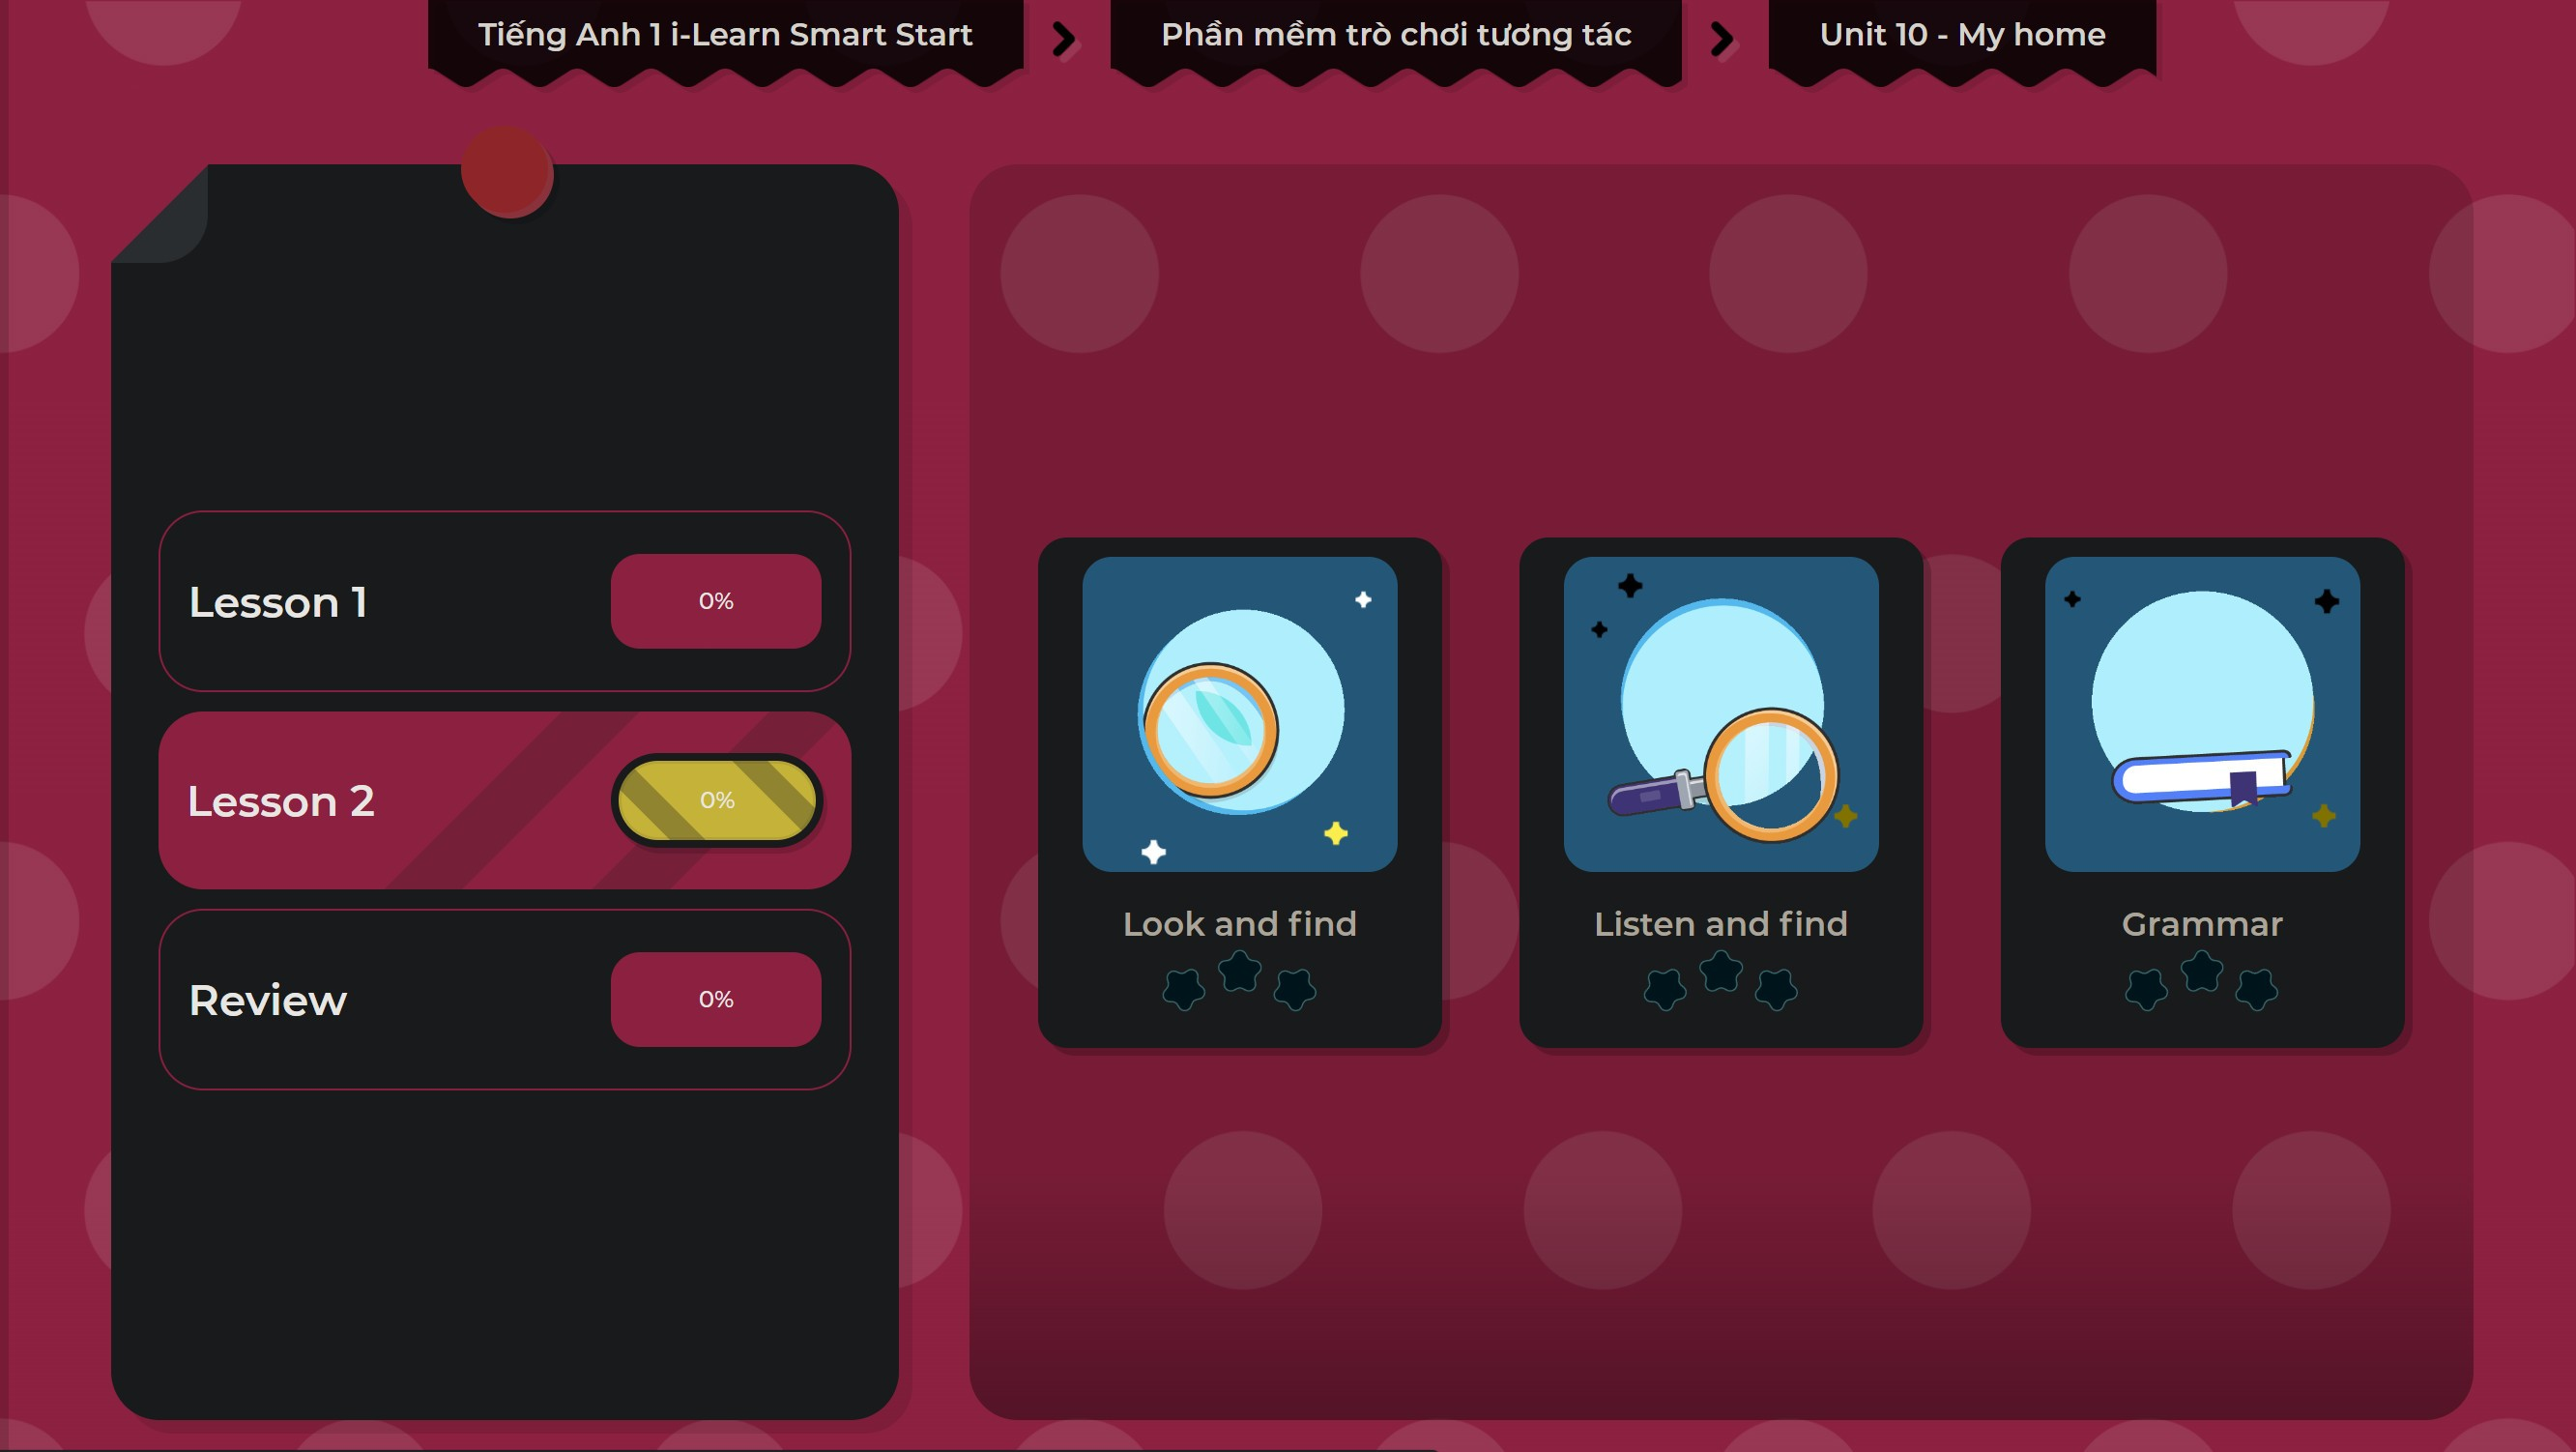 Tiếng Anh 1 i-Learn Smart Start
Phần mềm trò chơi tương tác
Unit 10 - My home
Lesson 1
0%
Lesson 2
0%
Review
0%
Look and find
Listen and find
Grammar